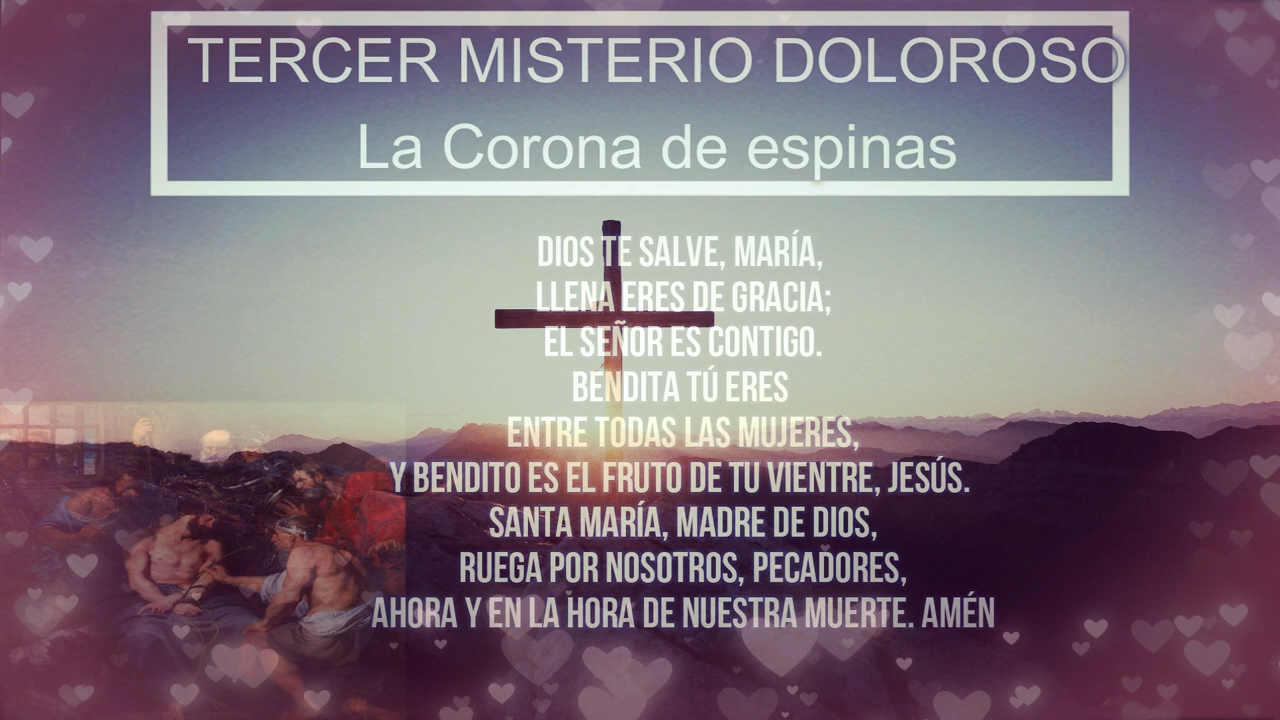 TERCER MISTERIO DOLOROSO
La Corona de espinas
DIOS TE SALVE, MARÍA,
LLENA ERES DE GRACIA;
EL SEÑOR ES CONTIGO.
BENDITA TÚ ERES
ENTRE TODAS LAS MUJERES,
Y BENDITO ES EL FRUTO DE TU VIENTRE, JESÚS.
SANTA MARÍA, MADRE DE DIOS,
RUEGA POR NOSOTROS, PECADORES,
AHORA Y EN LA HORA DE NUESTRA MUERTE. AMÉN